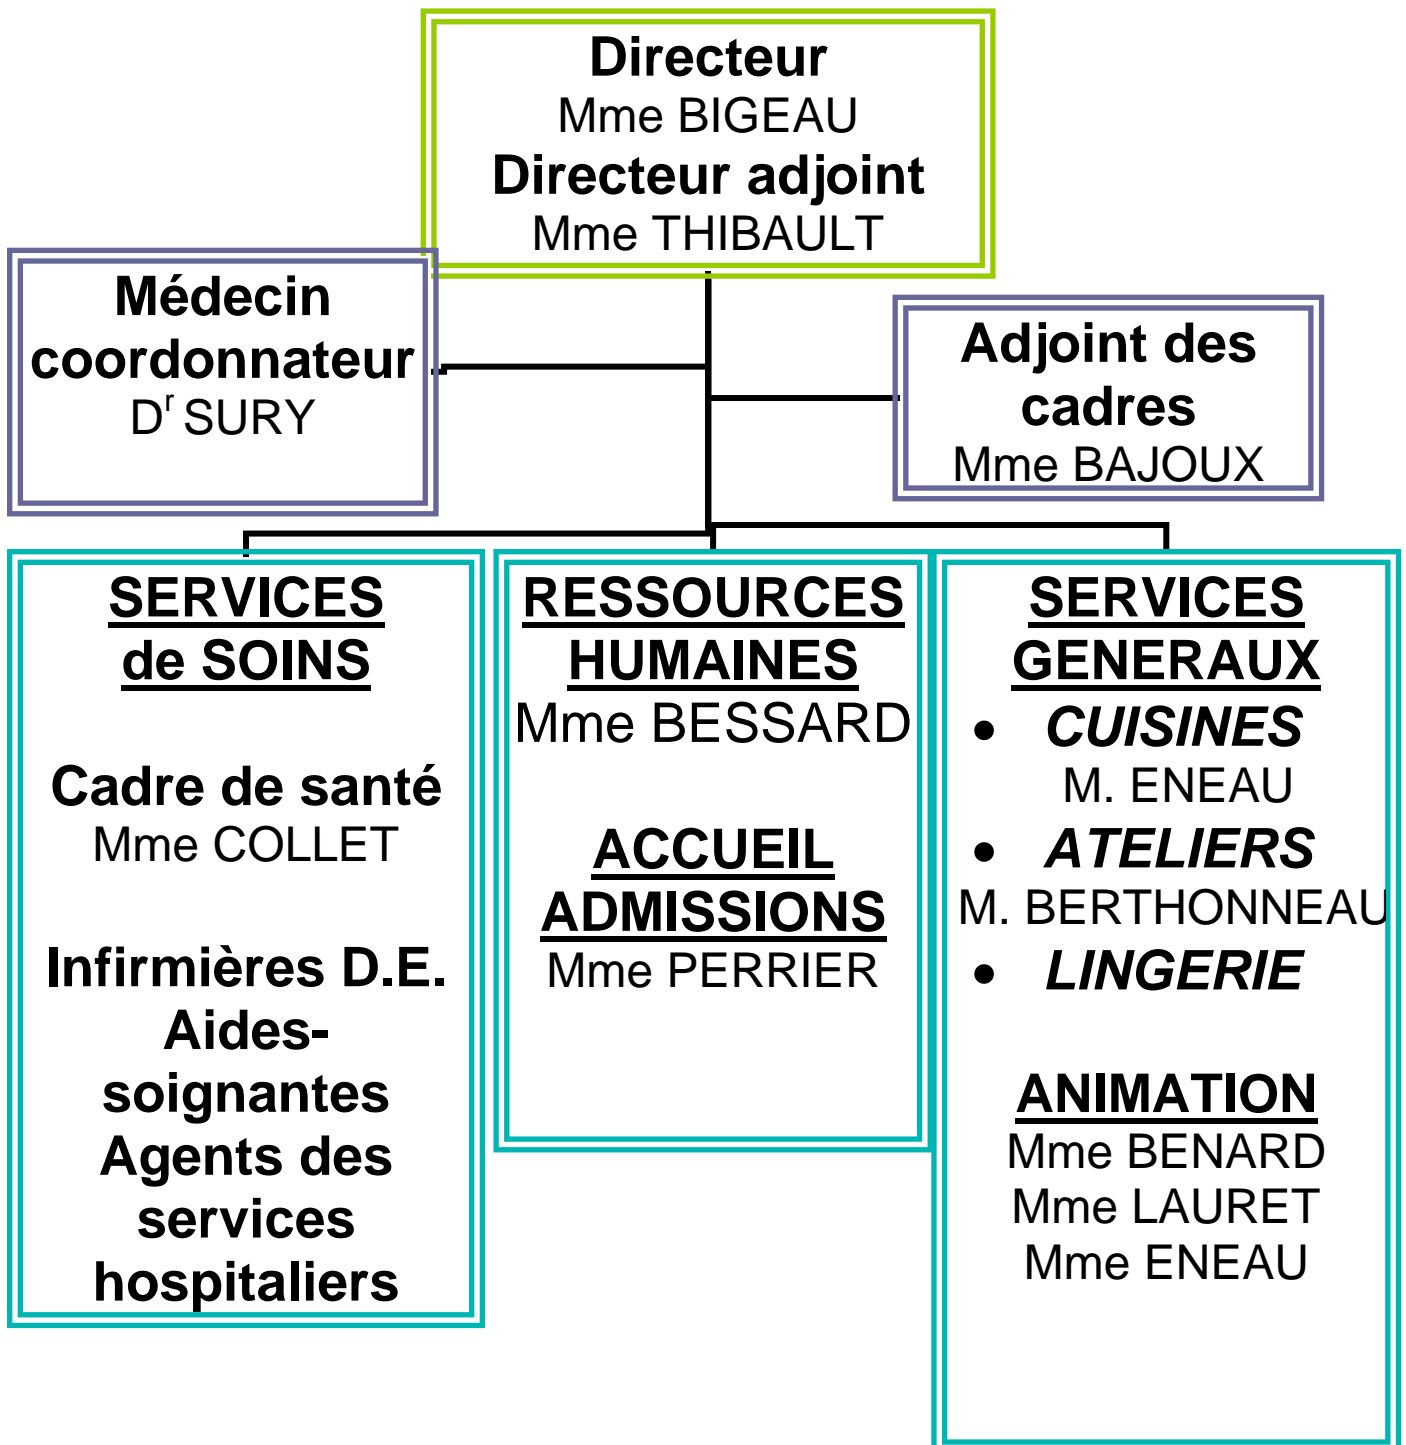 Directeur
Mme BIGEAU
Directeur adjoint
Mme THIBAULT
Médecin
coordonnateur
Dʳ SURY
Adjoint des
cadres
Mme BAJOUX
SERVICES
de SOINS
Cadre de santé
Mme COLLET
Infirmières D.E.
Aides-
soignantes
Agents des
services
hospitaliers
RESSOURCES
HUMAINES
Mme BESSARD
ACCUEIL
ADMISSIONS
Mme PERRIER
SERVICES
GENERAUX
• CUISINES
M. ENEAU
• ATELIERS
M. BERTHONNEAU
• LINGERIE
ANIMATION
Mme BENARD
Mme LAURET
Mme ENEAU